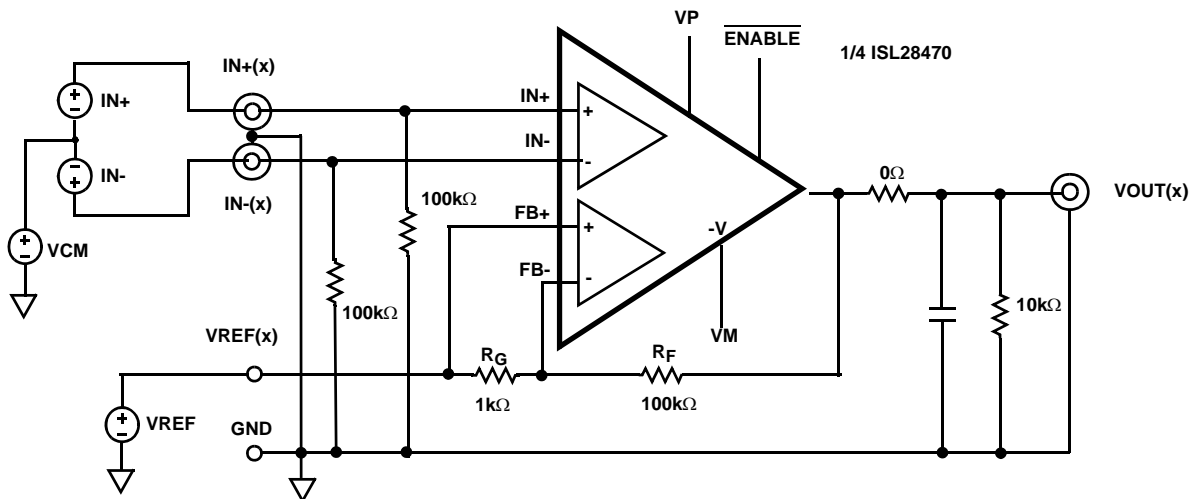 VP
ENABLE
1/4 ISL28470
IN+(x)
+
−
IN+
IN+
+
IN-
-
−
+
IN-
IN-(x)
0Ω
VOUT(x)
100kΩ
FB+
+
-V
+
−
VCM
FB-
-
100kΩ
10kΩ
VM
VREF(x)
RG
RF
1kΩ
100kΩ
+
−
VREF
GND